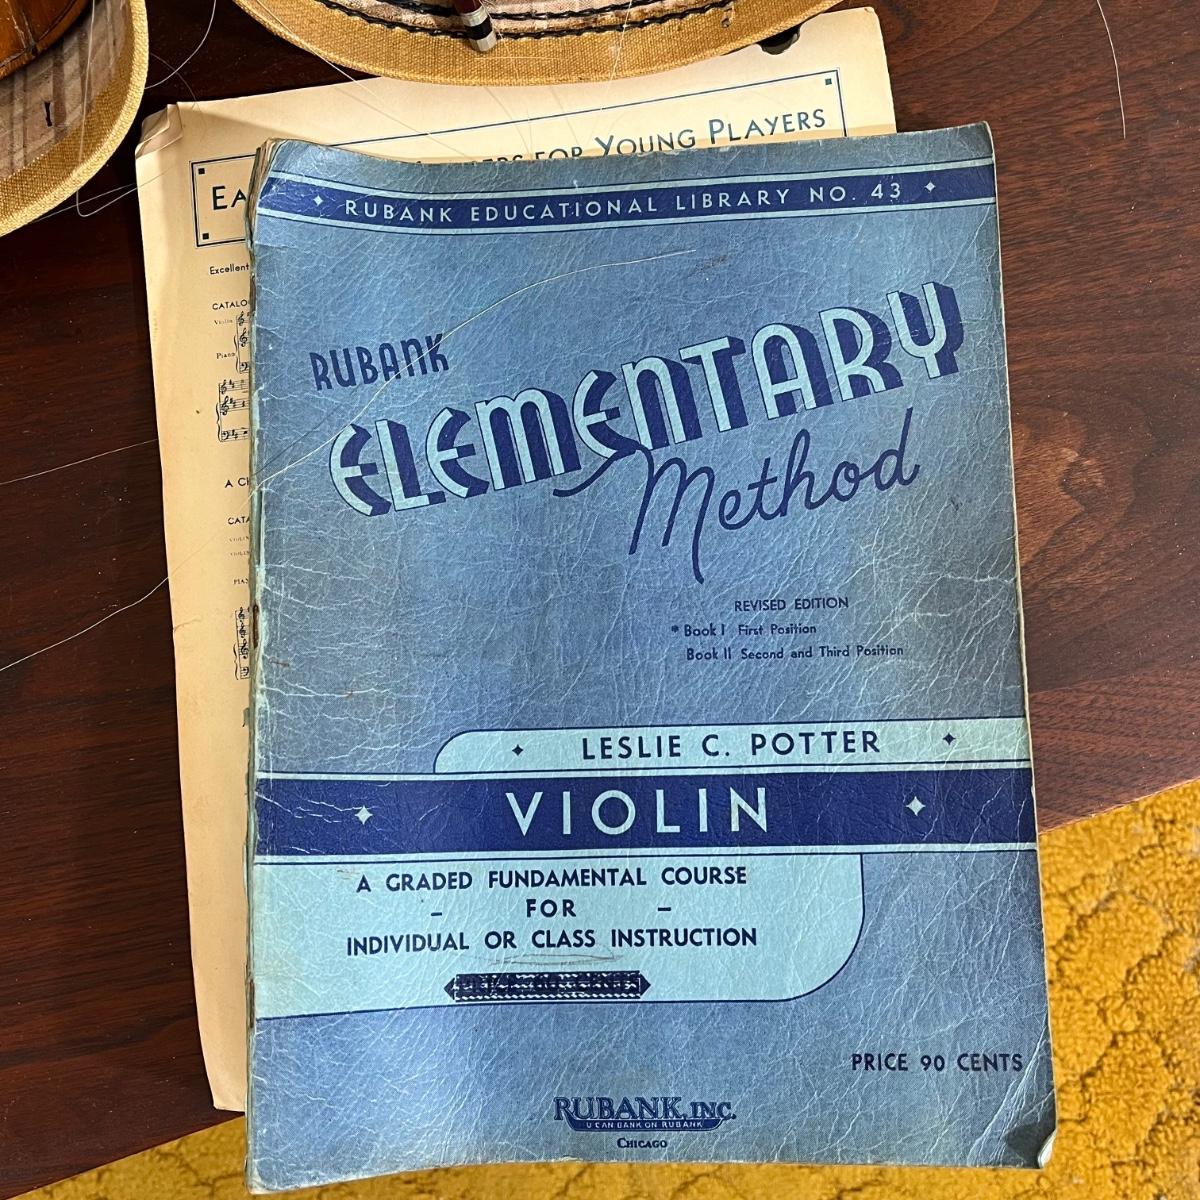 EA
FOR YOUNG PLAYERS
Excellent
CATALO
Violin
Piano
A C
CATA
RUBANK EDUCATIONAL LIBRARY NO. 43
RUBANK
ELEMENTARY
Method
REVISED EDITION
* Book I First Position
Book II Second and Third Position
LESLIE C. POTTER
VIOLIN
A GRADED FUNDAMENTAL COURSE
- FOR -
INDIVIDUAL OR CLASS INSTRUCTION
PRICE 90 CENTS
RUBANK, INC.
U CAN BANK ON RUBANK
CHICAGO